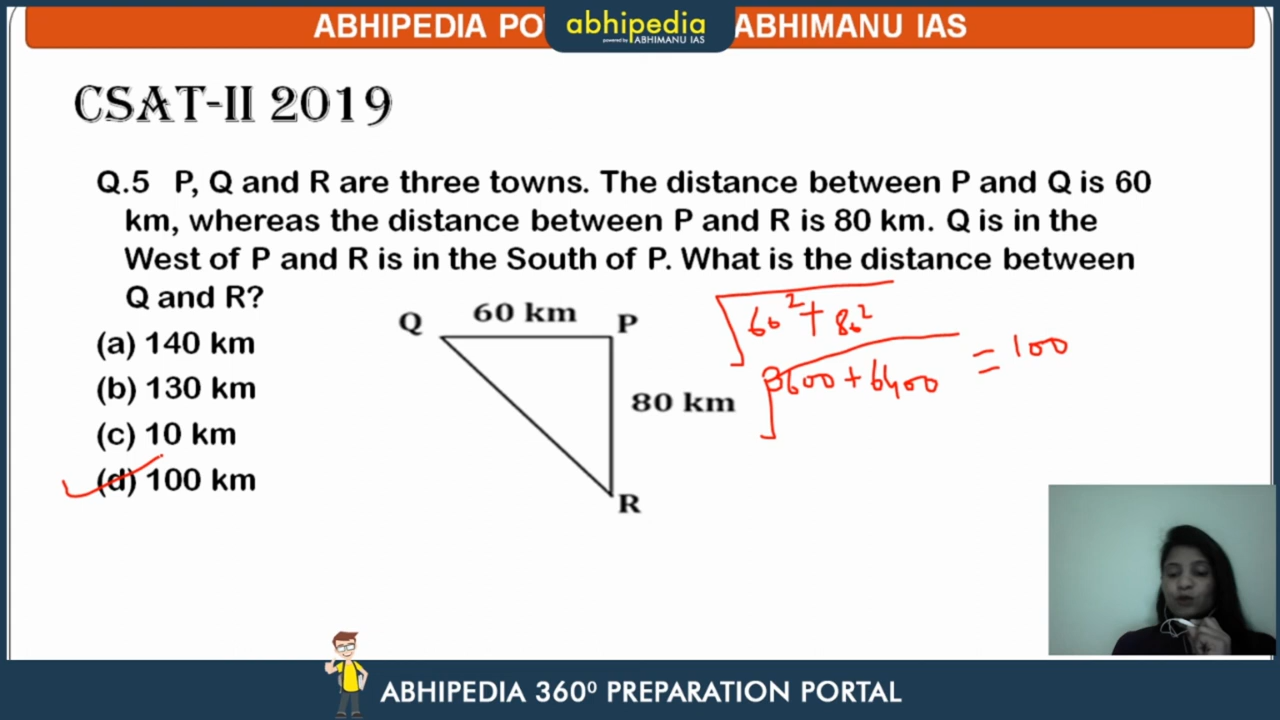 ABHIPEDIA PO
abhipedia
powered by ABHIMANU IAS
ABHIMANU IAS
CSAT-II 2019
Q.5 P, Q and R are three towns. The distance between P and Q is 60
km, whereas the distance between P and R is 80 km. Q is in the
West of P and R is in the South of P. What is the distance between
Q and R?
(a) 140 km
(b) 130 km
(c) 10 km
(d) 100 km
Q
60 km
P
80 km
R
√60² + 80²
√3600 + 6400 = 100
ABHIPEDIA 360⁰ PREPARATION PORTAL